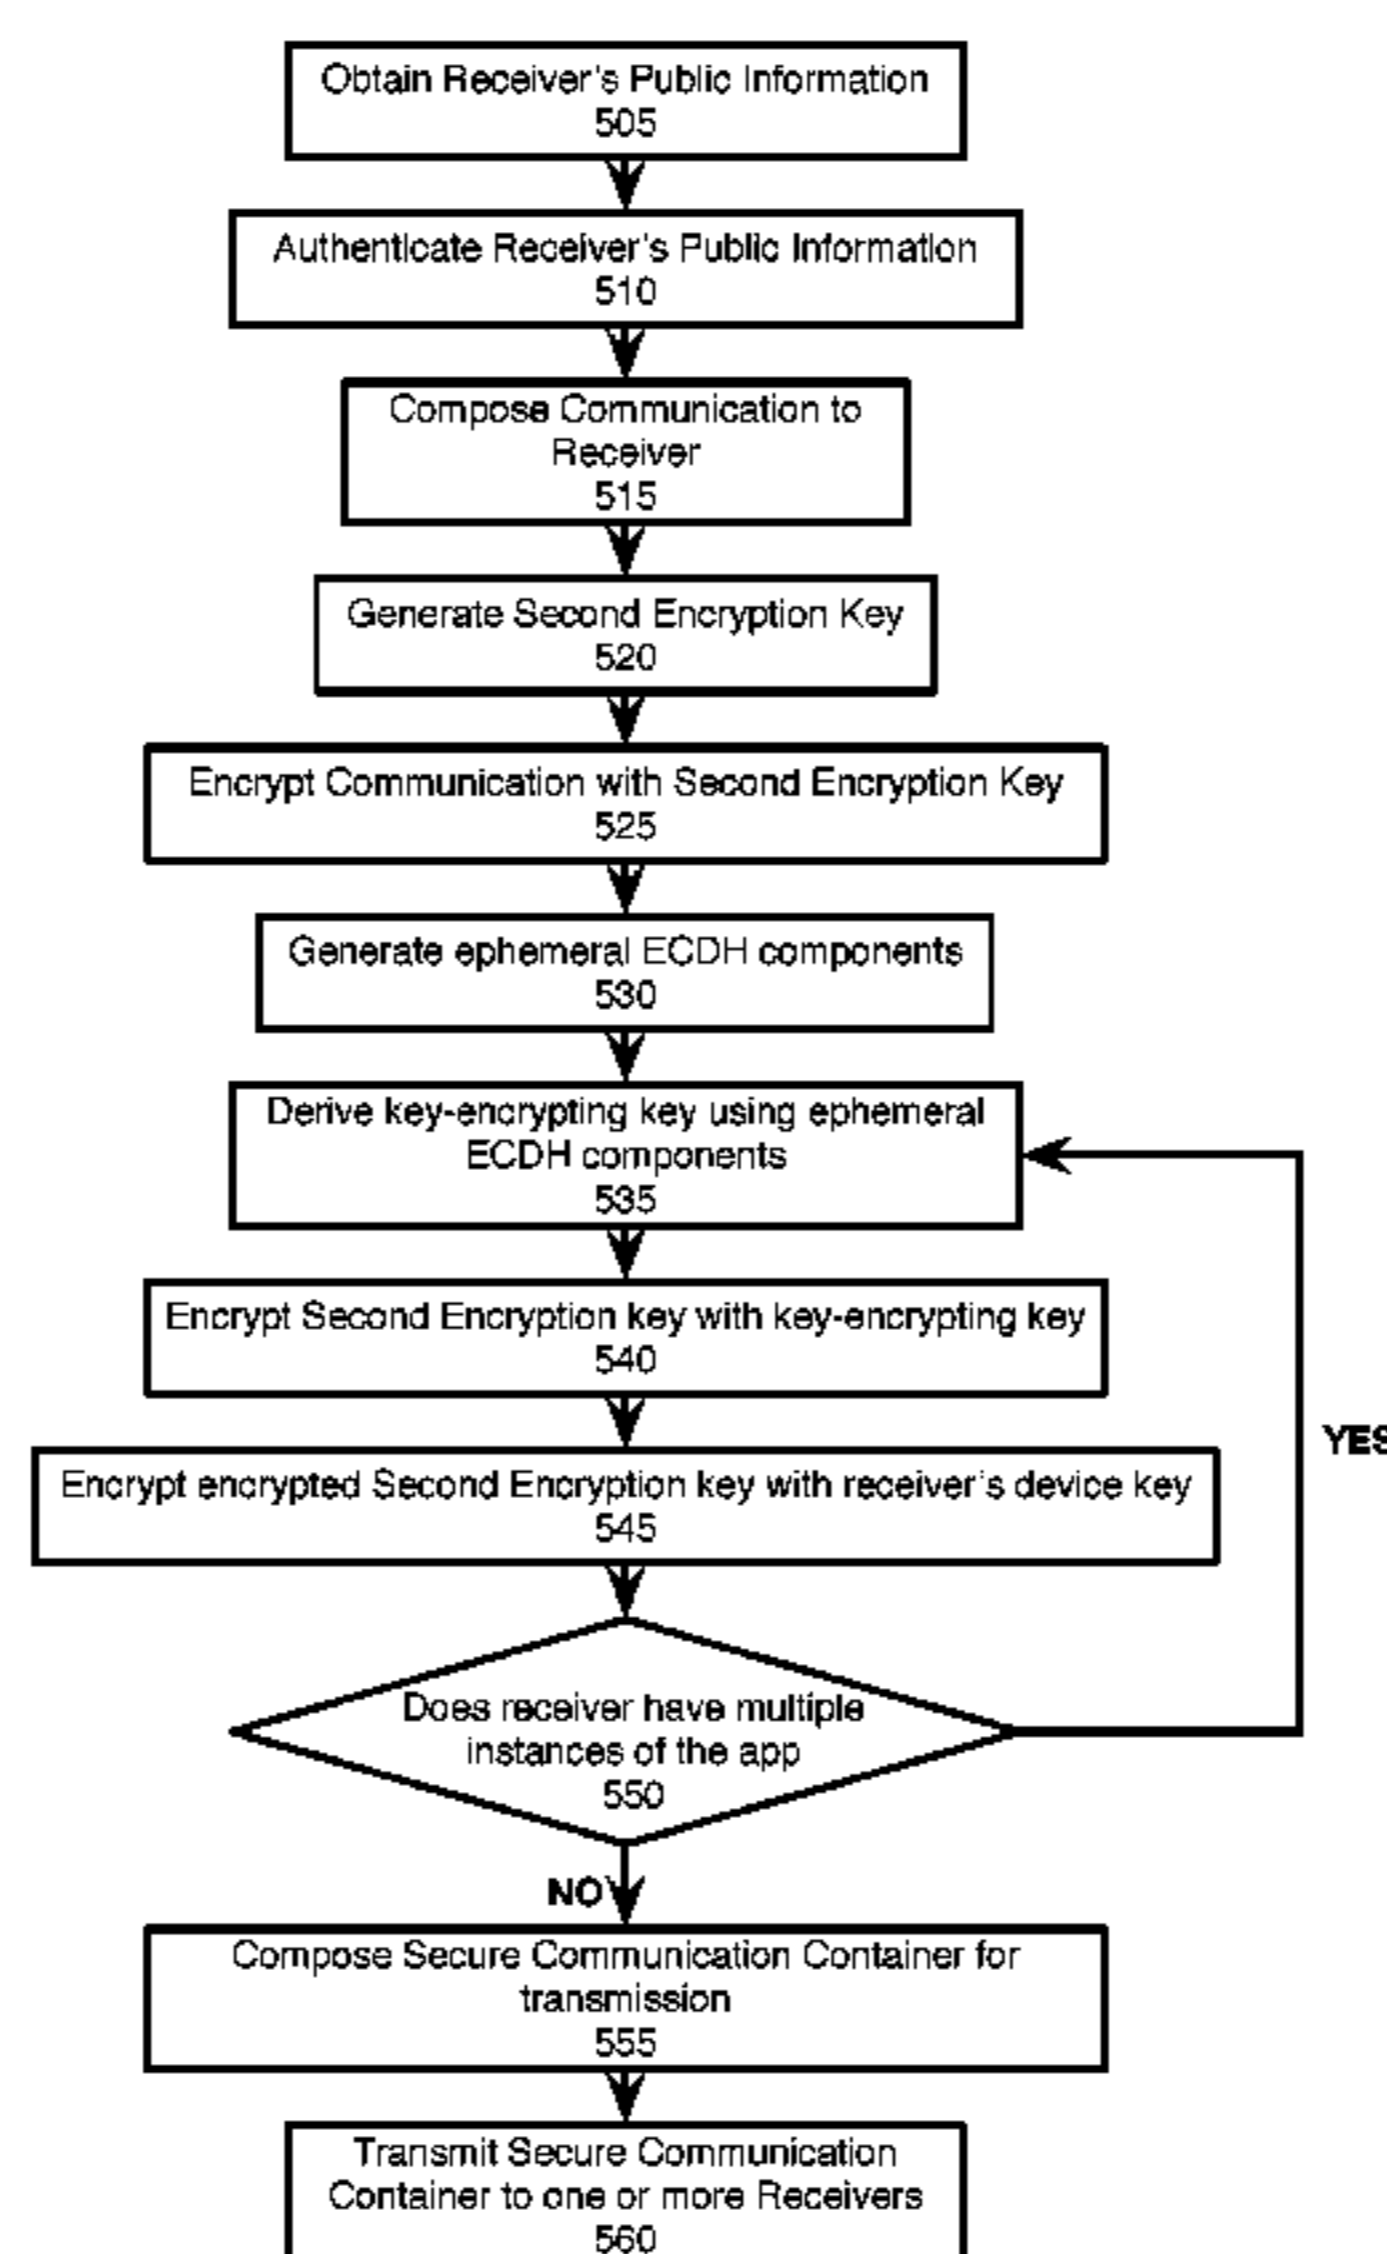 Obtain Receiver's Public Information
505
Authenticate Receiver's Public Information
510
Compose Communication to
Receiver
515
Generate Second Encryption Key
520
Encrypt Communication with Second Encryption Key
525
Generate ephemeral ECDH components
530
Derive key-encrypting key using ephemeral
ECDH components
535
Encrypt Second Encryption key with key-encrypting key
540
YES
Encrypt encrypted Second Encryption key with receiver's device key
545
Does receiver have multiple
instances of the app
550
NO
Compose Secure Communication Container for
transmission
555
Transmit Secure Communication
Container to one or more Receivers
560